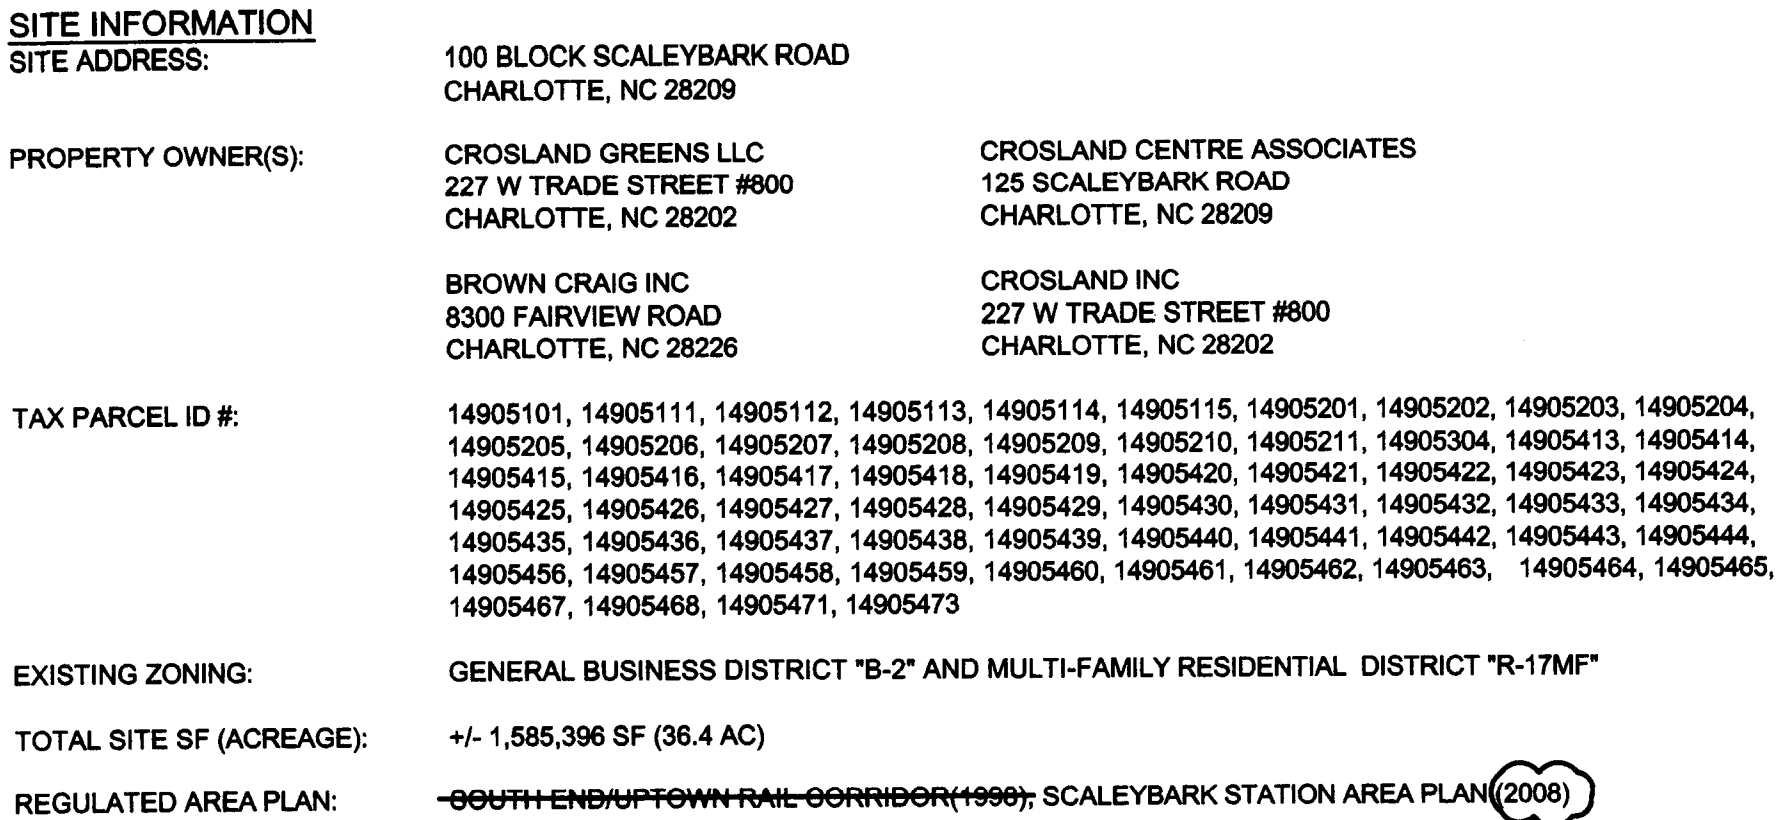 SITE INFORMATION
SITE ADDRESS: 100 BLOCK SCALEYBARK ROAD
CHARLOTTE, NC 28209
PROPERTY OWNER(S): CROSLAND GREENS LLC CROSLAND CENTRE ASSOCIATES
227 W TRADE STREET #800 125 SCALEYBARK ROAD
CHARLOTTE, NC 28202 CHARLOTTE, NC 28209
BROWN CRAIG INC CROSLAND INC
8300 FAIRVIEW ROAD 227 W TRADE STREET #800
CHARLOTTE, NC 28226 CHARLOTTE, NC 28202
TAX PARCEL ID #: 14905101, 14905111, 14905112, 14905113, 14905114, 14905115, 14905201, 14905202, 14905203, 14905204,
14905205, 14905206, 14905207, 14905208, 14905209, 14905210, 14905211, 14905304, 14905413, 14905414,
14905415, 14905416, 14905417, 14905418, 14905419, 14905420, 14905421, 14905422, 14905423, 14905424,
14905425, 14905426, 14905427, 14905428, 14905429, 14905430, 14905431, 14905432, 14905433, 14905434,
14905435, 14905436, 14905437, 14905438, 14905439, 14905440, 14905441, 14905442, 14905443, 14905444,
14905456, 14905457, 14905458, 14905459, 14905460, 14905461, 14905462, 14905463, 14905464, 14905465,
14905467, 14905468, 14905471, 14905473
EXISTING ZONING: GENERAL BUSINESS DISTRICT "B-2" AND MULTI-FAMILY RESIDENTIAL DISTRICT "R-17MF"
TOTAL SITE SF (ACREAGE): +/- 1,585,396 SF (36.4 AC)
REGULATED AREA PLAN: SOUTH END/UPTOWN RAIL CORRIDOR(1998), SCALEYBARK STATION AREA PLAN (2008)